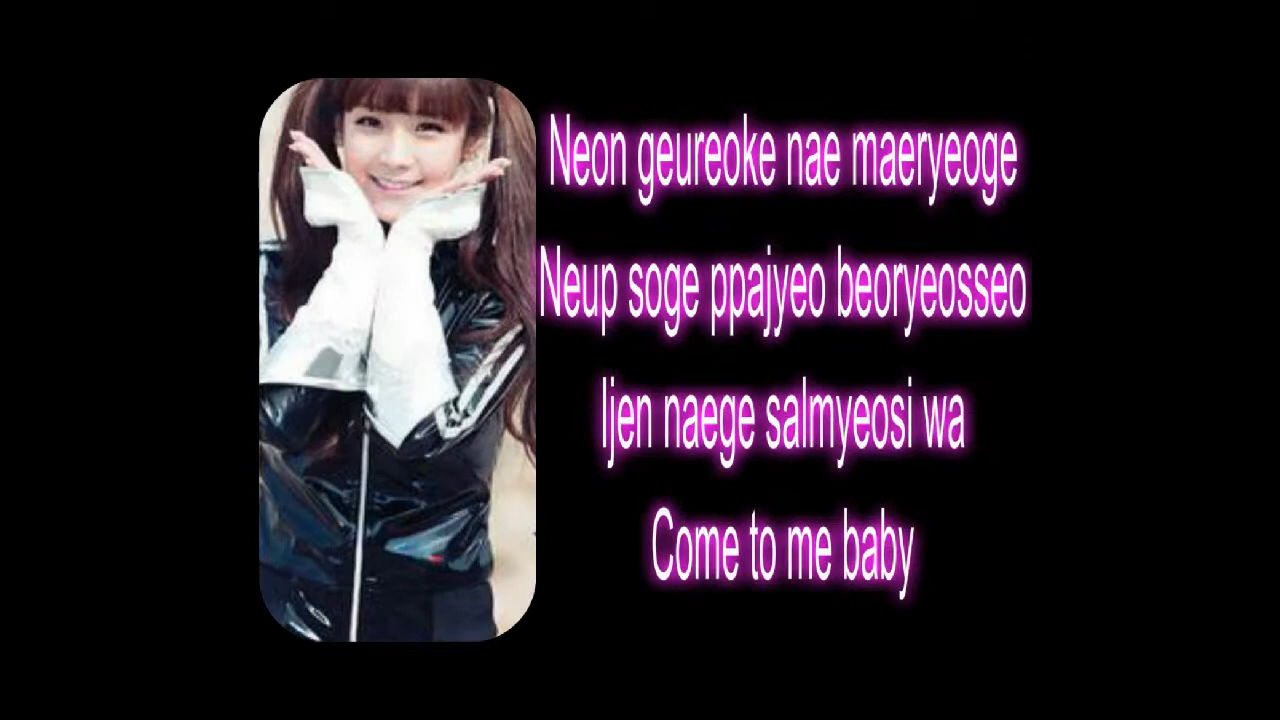 Neon geureoke nae maeryeoge
Neup soge ppajyeo beoryeosseo
Ijen naege salmyeosi wa
Come to me baby